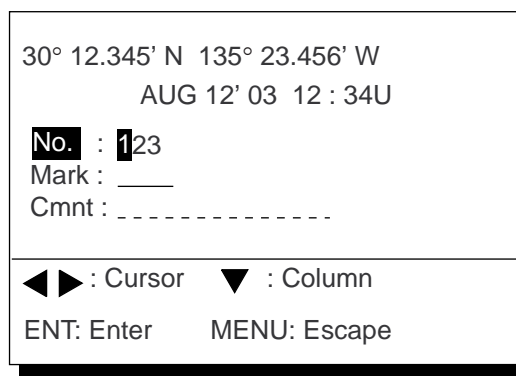 30° 12.345’ N 135° 23.456’ W
AUG 12’ 03 12 : 34U
No. : 123
Mark : ____
Cmnt : _ _ _ _ _ _ _ _ _ _ _ _ _ _
◀ ▶ : Cursor ▼ : Column
ENT: Enter MENU: Escape